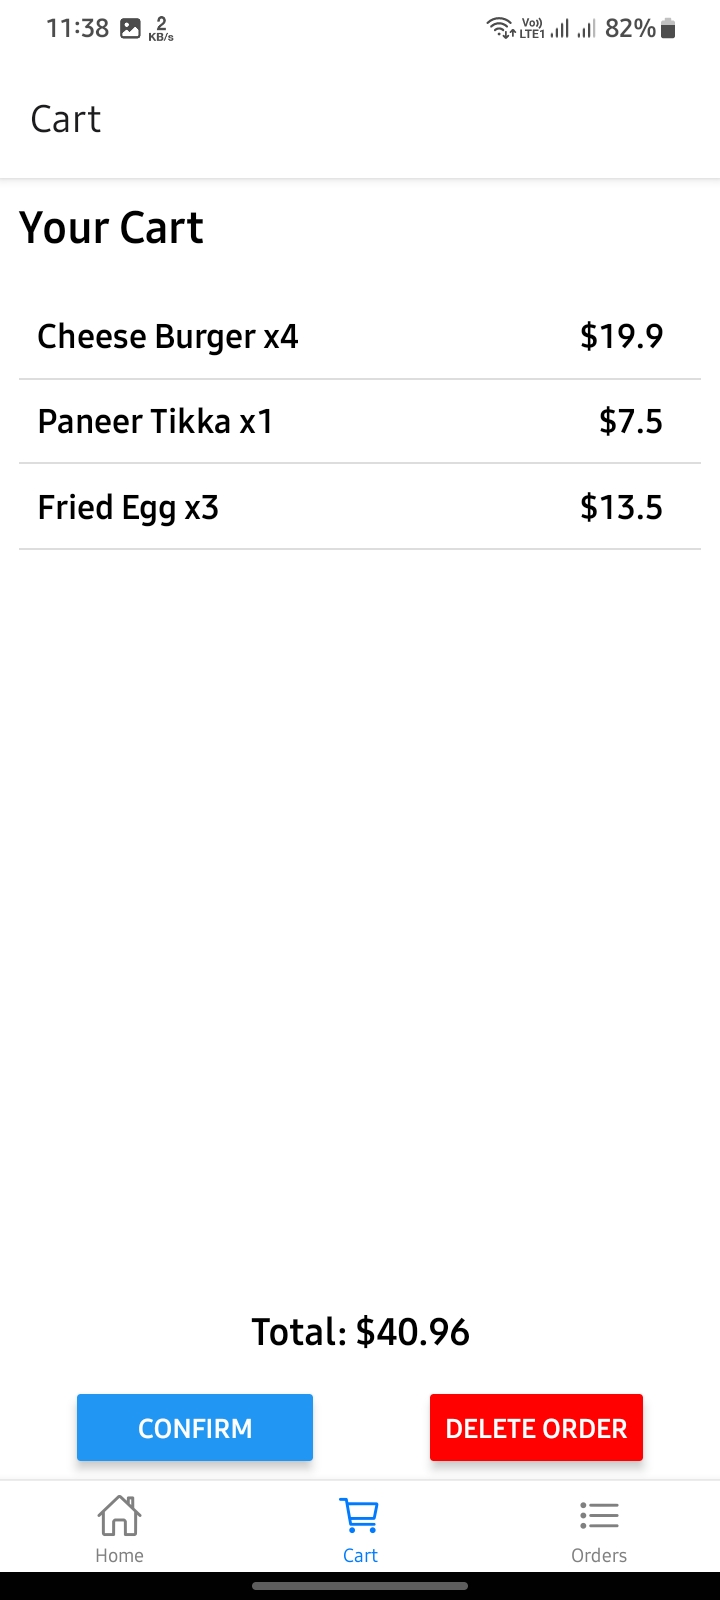 11:38 2 KB/s Vo)) LTE1 82%
Cart
Your Cart
Cheese Burger x4 $19.9
Paneer Tikka x1 $7.5
Fried Egg x3 $13.5
Total: $40.96
CONFIRM DELETE ORDER
Home Cart Orders